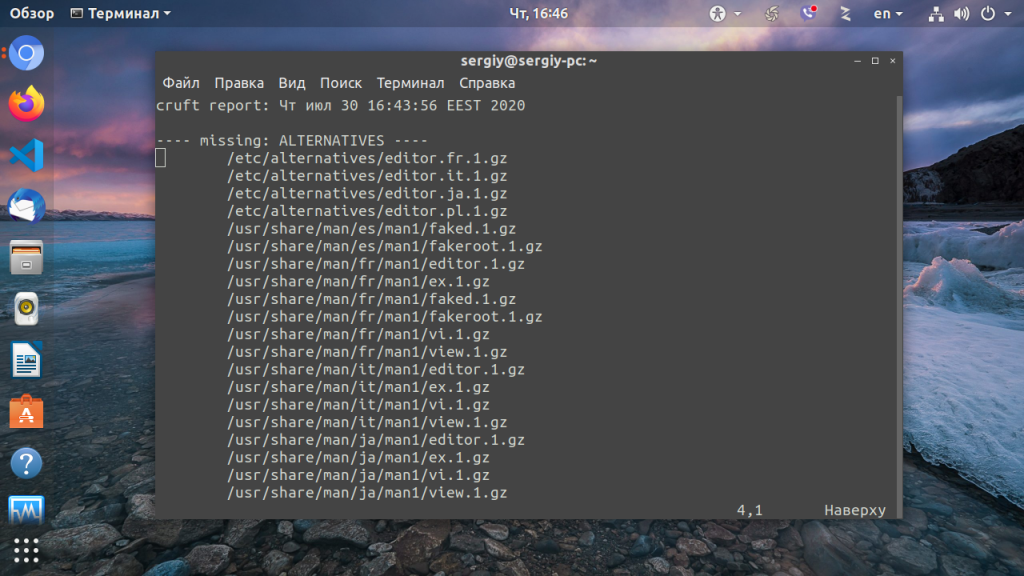 Обзор Терминал Чт, 16:46 en
sergiy@sergiy-pc: ~
Файл Правка Вид Поиск Терминал Справка
cruft report: Чт июл 30 16:43:56 EEST 2020
---- missing: ALTERNATIVES ----
/etc/alternatives/editor.fr.1.gz
/etc/alternatives/editor.it.1.gz
/etc/alternatives/editor.ja.1.gz
/etc/alternatives/editor.pl.1.gz
/usr/share/man/es/man1/faked.1.gz
/usr/share/man/es/man1/fakeroot.1.gz
/usr/share/man/fr/man1/editor.1.gz
/usr/share/man/fr/man1/ex.1.gz
/usr/share/man/fr/man1/faked.1.gz
/usr/share/man/fr/man1/fakeroot.1.gz
/usr/share/man/fr/man1/vi.1.gz
/usr/share/man/fr/man1/view.1.gz
/usr/share/man/it/man1/editor.1.gz
/usr/share/man/it/man1/ex.1.gz
/usr/share/man/it/man1/vi.1.gz
/usr/share/man/it/man1/view.1.gz
/usr/share/man/ja/man1/editor.1.gz
/usr/share/man/ja/man1/ex.1.gz
/usr/share/man/ja/man1/vi.1.gz
/usr/share/man/ja/man1/view.1.gz
4,1 Наверху